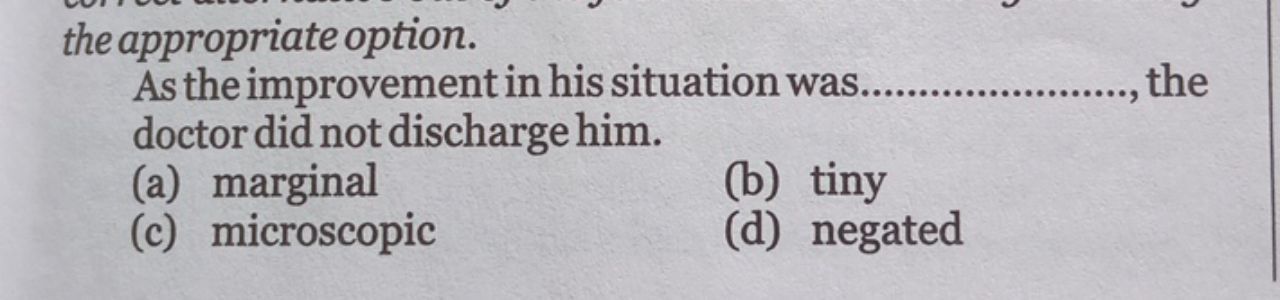 the appropriate option.
As the improvement in his situation was......................., the
doctor did not discharge him.
(a) marginal (b) tiny
(c) microscopic (d) negated